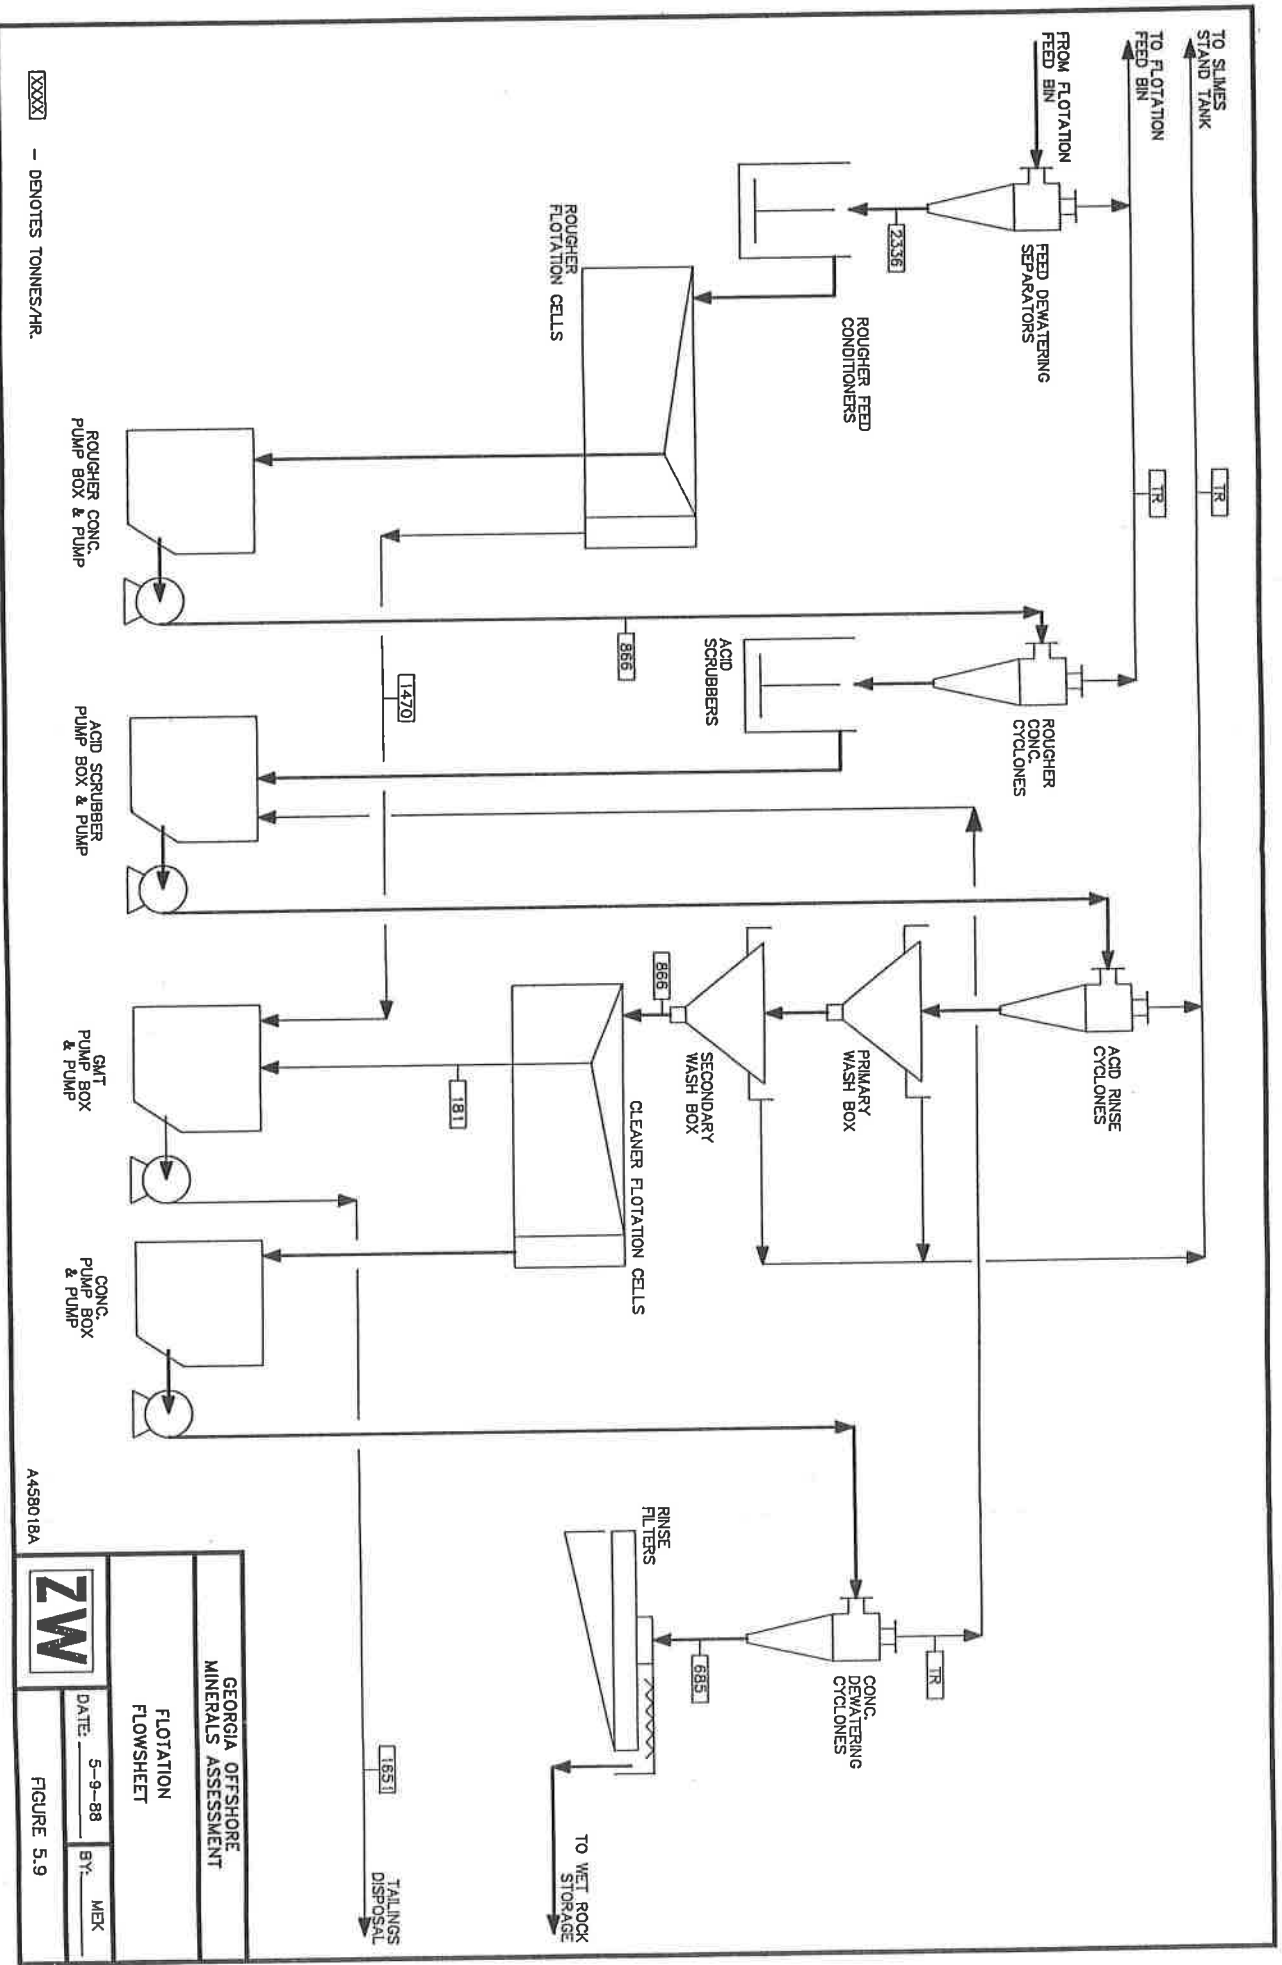 TO SLIMES
STAND TANK
TO FLOTATION
FEED BIN
FROM FLOTATION
FEED BIN
TR
TR
FEED DEWATERING
SEPARATORS
2336
ROUGHER FEED
CONDITIONERS
ROUGHER
FLOTATION CELLS
ROUGHER
CONC.
CYCLONES
866
ACID
SCRUBBERS
1470
ROUGHER CONC.
PUMP BOX & PUMP
ACID SCRUBBER
PUMP BOX & PUMP
ACID RINSE
CYCLONES
PRIMARY
WASH BOX
SECONDARY
WASH BOX
866
CLEANER FLOTATION CELLS
181
GMT
PUMP BOX
& PUMP
CONC.
PUMP BOX
& PUMP
TR
CONC.
DEWATERING
CYCLONES
685
RINSE
FILTERS
TO WET ROCK
STORAGE
1651
TAILINGS
DISPOSAL
XXXX - DENOTES TONNES/HR.
A458018A
GEORGIA OFFSHORE
MINERALS ASSESSMENT
FLOTATION
FLOWSHEET
ZW
DATE: 5-9-88
BY: MEK
FIGURE 5.9